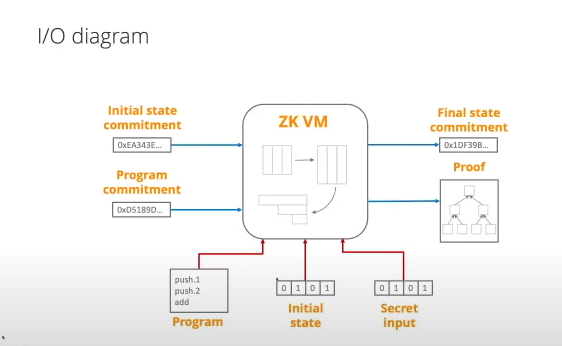 I/O diagram
Initial state
commitment
0xEA343E...
Program
commitment
0xD5189D...
ZK VM
Final state
commitment
0x1DF39B...
Proof
push.1
push.2
add
Program
0 1 0 1
Initial
state
0 1 0 1
Secret
input